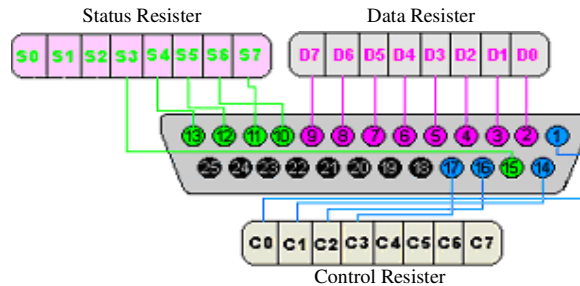 Status Resister Data Resister
S0 S1 S2 S3 S4 S5 S6 S7 D7 D6 D5 D4 D3 D2 D1 D0
13 12 11 10 9 8 7 6 5 4 3 2 1
25 24 23 22 21 20 19 18 17 16 15 14
C0 C1 C2 C3 C4 C5 C6 C7
Control Resister